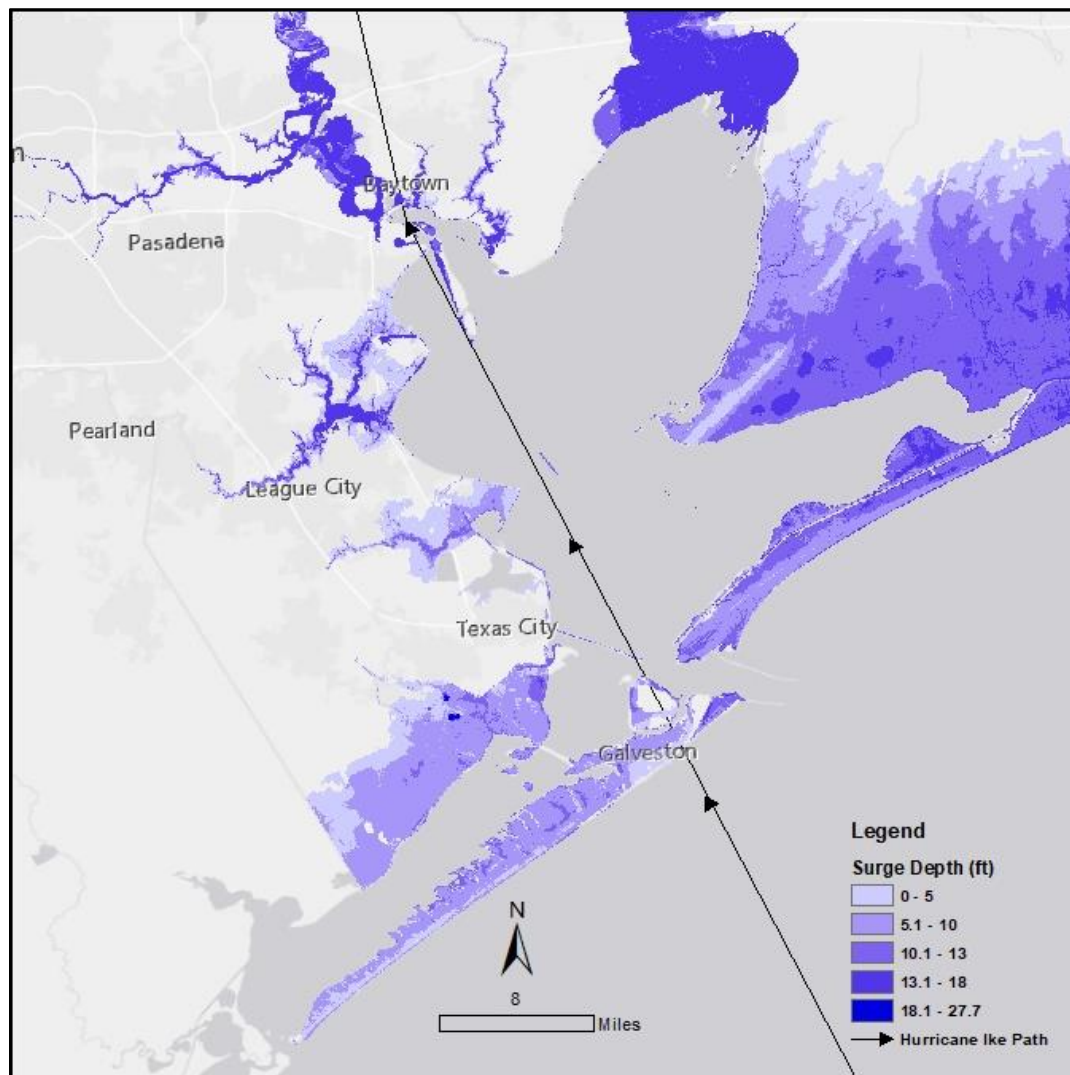 n
Baytown
Pasadena
Pearland
League City
Texas City
Galveston
N
8
Miles
Legend
Surge Depth (ft)
0 - 5
5.1 - 10
10.1 - 13
13.1 - 18
18.1 - 27.7
Hurricane Ike Path